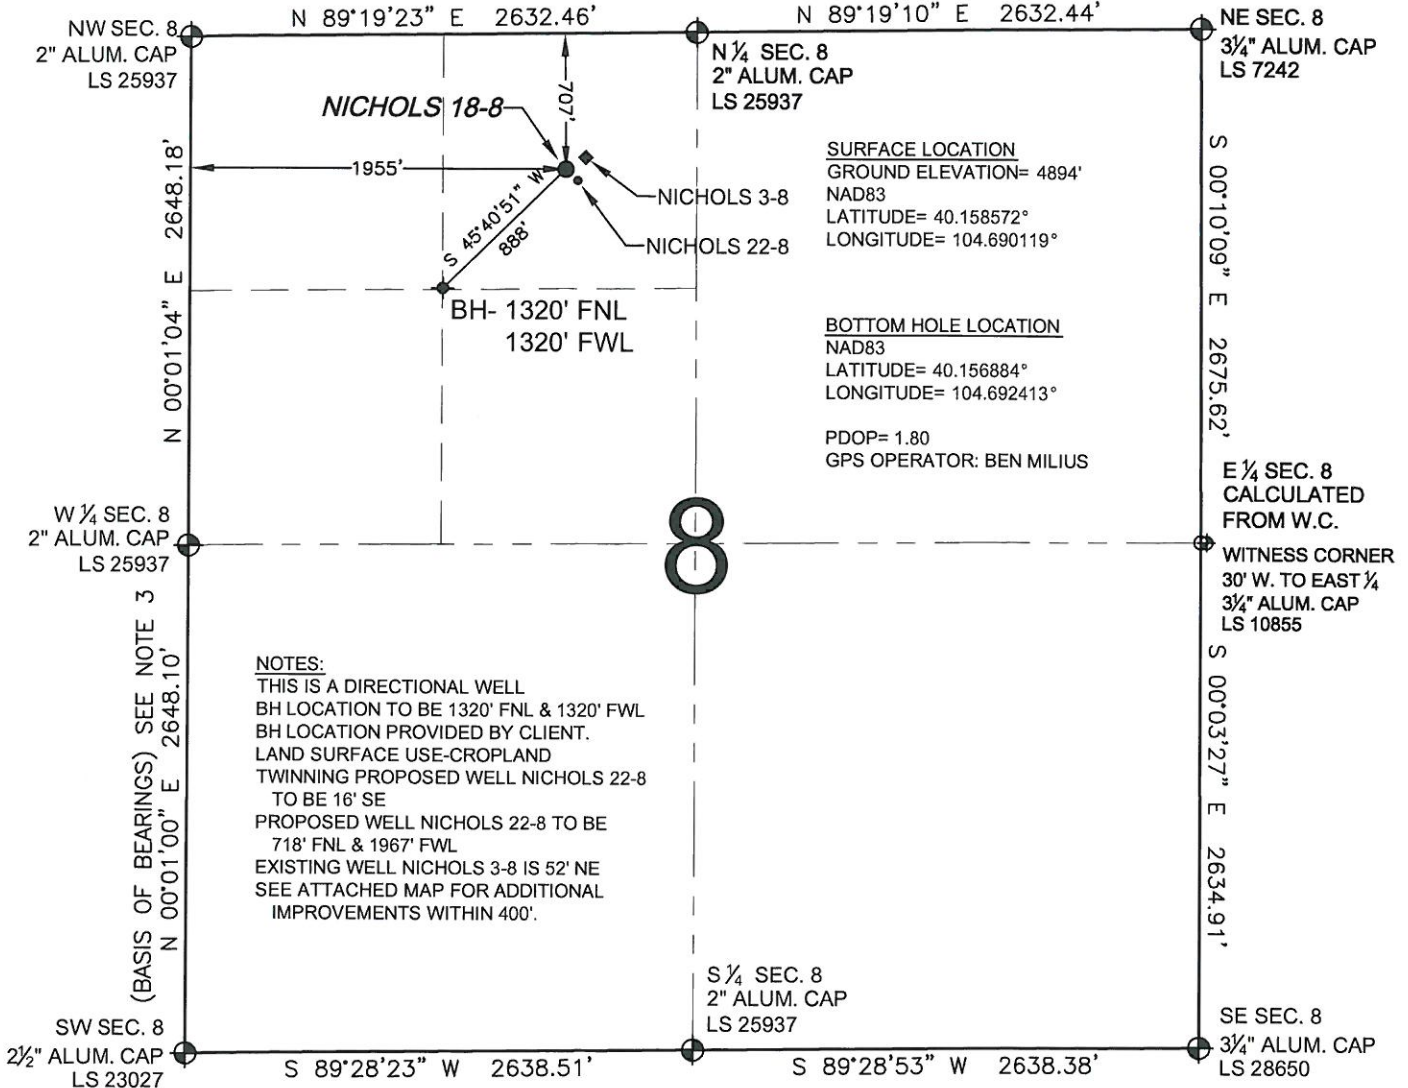 N 89°19'23" E 2632.46'
N 89°19'10" E 2632.44'
NW SEC. 8
2" ALUM. CAP
LS 25937
N ¼ SEC. 8
2" ALUM. CAP
LS 25937
NE SEC. 8
3¼" ALUM. CAP
LS 7242
NICHOLS 18-8
707'
1955'
S 45°40'51" W
888'
NICHOLS 3-8
NICHOLS 22-8
BH- 1320' FNL
1320' FWL
N 00°01'04" E 2648.18'
SURFACE LOCATION
GROUND ELEVATION= 4894'
NAD83
LATITUDE= 40.158572°
LONGITUDE= 104.690119°
BOTTOM HOLE LOCATION
NAD83
LATITUDE= 40.156884°
LONGITUDE= 104.692413°
PDOP= 1.80
GPS OPERATOR: BEN MILIUS
S 00°10'09" E 2675.62'
W ¼ SEC. 8
2" ALUM. CAP
LS 25937
8
E ¼ SEC. 8
CALCULATED
FROM W.C.
WITNESS CORNER
30' W. TO EAST ¼
3¼" ALUM. CAP
LS 10855
(BASIS OF BEARINGS) SEE NOTE 3
N 00°01'00" E 2648.10'
NOTES:
THIS IS A DIRECTIONAL WELL
BH LOCATION TO BE 1320' FNL & 1320' FWL
BH LOCATION PROVIDED BY CLIENT.
LAND SURFACE USE-CROPLAND
TWINNING PROPOSED WELL NICHOLS 22-8
TO BE 16' SE
PROPOSED WELL NICHOLS 22-8 TO BE
718' FNL & 1967' FWL
EXISTING WELL NICHOLS 3-8 IS 52' NE
SEE ATTACHED MAP FOR ADDITIONAL
IMPROVEMENTS WITHIN 400'.
S 00°03'27" E 2634.91'
SW SEC. 8
2½" ALUM. CAP
LS 23027
S 89°28'23" W 2638.51'
S ¼ SEC. 8
2" ALUM. CAP
LS 25937
S 89°28'53" W 2638.38'
SE SEC. 8
3¼" ALUM. CAP
LS 28650